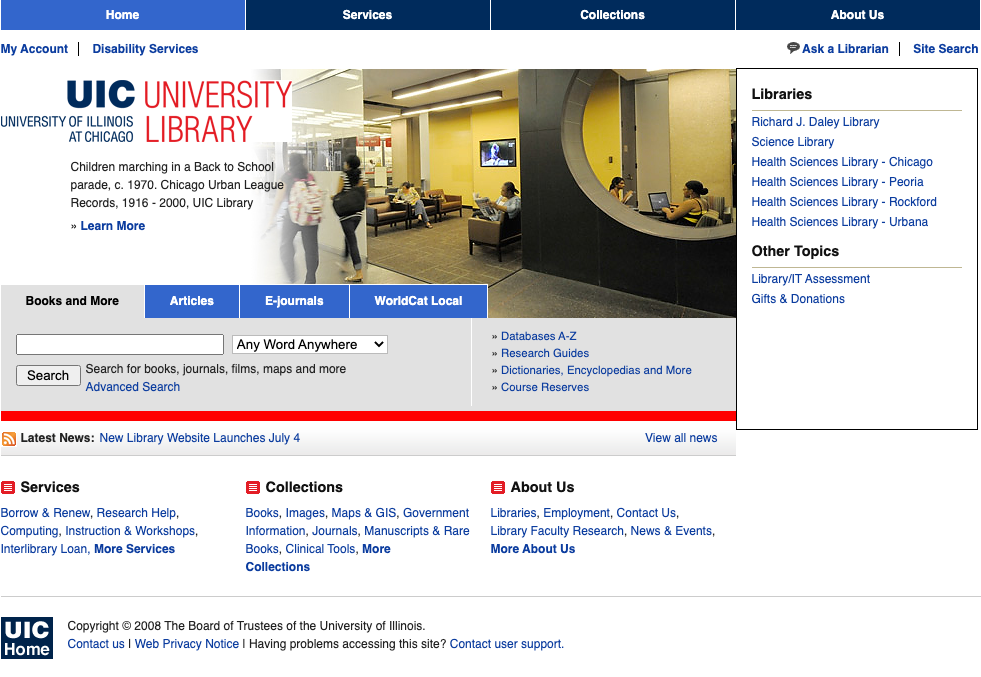 Home Services Collections About Us
My Account | Disability Services Ask a Librarian | Site Search
UIC UNIVERSITY LIBRARY
UNIVERSITY OF ILLINOIS
AT CHICAGO
Children marching in a Back to School
parade, c. 1970. Chicago Urban League
Records, 1916 - 2000, UIC Library
» Learn More
Libraries
Richard J. Daley Library
Science Library
Health Sciences Library - Chicago
Health Sciences Library - Peoria
Health Sciences Library - Rockford
Health Sciences Library - Urbana
Other Topics
Library/IT Assessment
Gifts & Donations
Books and More Articles E-journals WorldCat Local
Any Word Anywhere
Search
Search for books, journals, films, maps and more
Advanced Search
» Databases A-Z
» Research Guides
» Dictionaries, Encyclopedias and More
» Course Reserves
Latest News: New Library Website Launches July 4 View all news
Services
Borrow & Renew, Research Help,
Computing, Instruction & Workshops,
Interlibrary Loan, More Services
Collections
Books, Images, Maps & GIS, Government
Information, Journals, Manuscripts & Rare
Books, Clinical Tools, More
Collections
About Us
Libraries, Employment, Contact Us,
Library Faculty Research, News & Events,
More About Us
UIC
Home
Copyright © 2008 The Board of Trustees of the University of Illinois.
Contact us | Web Privacy Notice | Having problems accessing this site? Contact user support.